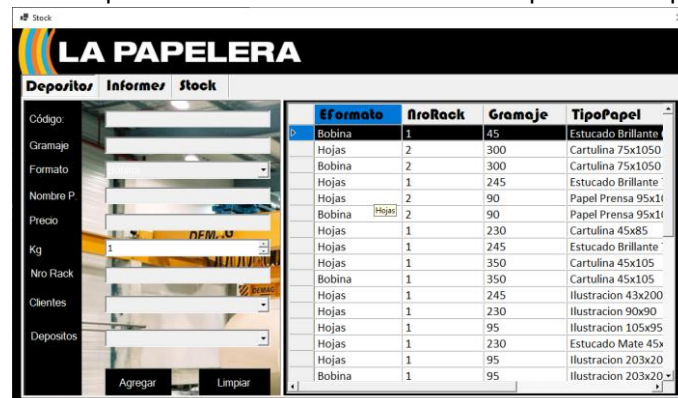 Stock
LA PAPELERA
Depositos Informes Stock
Código:
Gramaje
Formato
Nombre P.
Precio
Kg 1
Nro Rack
Clientes
Depositos
Agregar Limpiar
EFormato NroRack Gramaje TipoPapel
Bobina 1 45 Estucado Brillante
Hojas 2 300 Cartulina 75x1050
Bobina 2 300 Cartulina 75x1050
Hojas 1 245 Estucado Brillante
Hojas 2 90 Papel Prensa 95x10
Bobina Hojas 2 90 Papel Prensa 95x10
Hojas 1 230 Cartulina 45x85
Hojas 1 245 Estucado Brillante
Hojas 1 350 Cartulina 45x105
Bobina 1 350 Cartulina 45x105
Hojas 1 245 Ilustracion 43x200
Hojas 1 230 Ilustracion 90x90
Hojas 1 95 Ilustracion 105x95
Hojas 1 230 Estucado Mate 45x
Hojas 1 95 Ilustracion 203x20
Bobina 1 95 Ilustracion 203x20
DEMAG